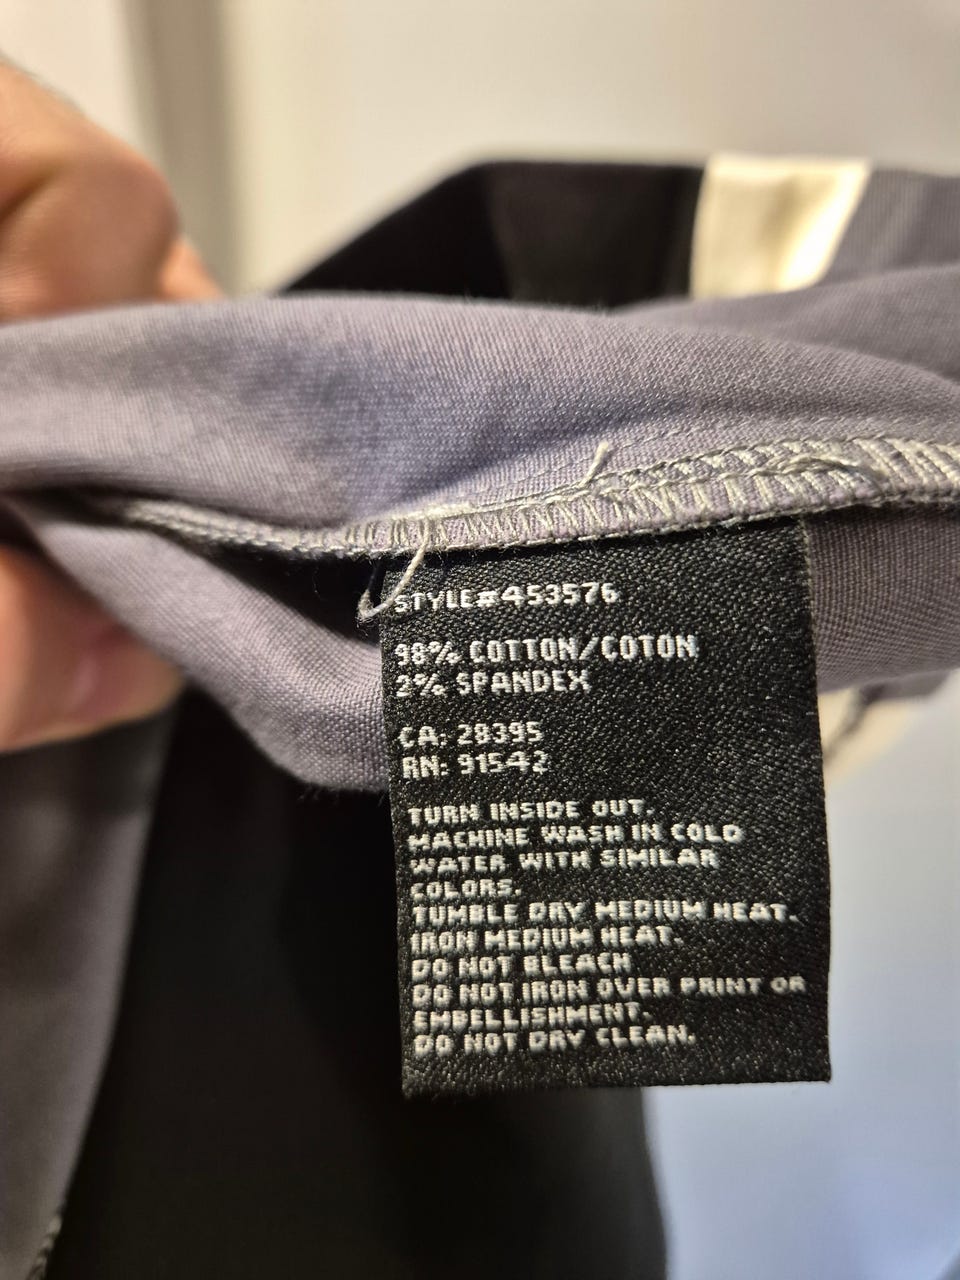 STYLE#453576
98% COTTON/COTON
2% SPANDEX
CA: 28395
RN: 91542
TURN INSIDE OUT.
MACHINE WASH IN COLD
WATER WITH SIMILAR
COLORS.
TUMBLE DRY MEDIUM HEAT.
IRON MEDIUM HEAT.
DO NOT BLEACH
DO NOT IRON OVER PRINT OR
EMBELLISHMENT.
DO NOT DRY CLEAN.